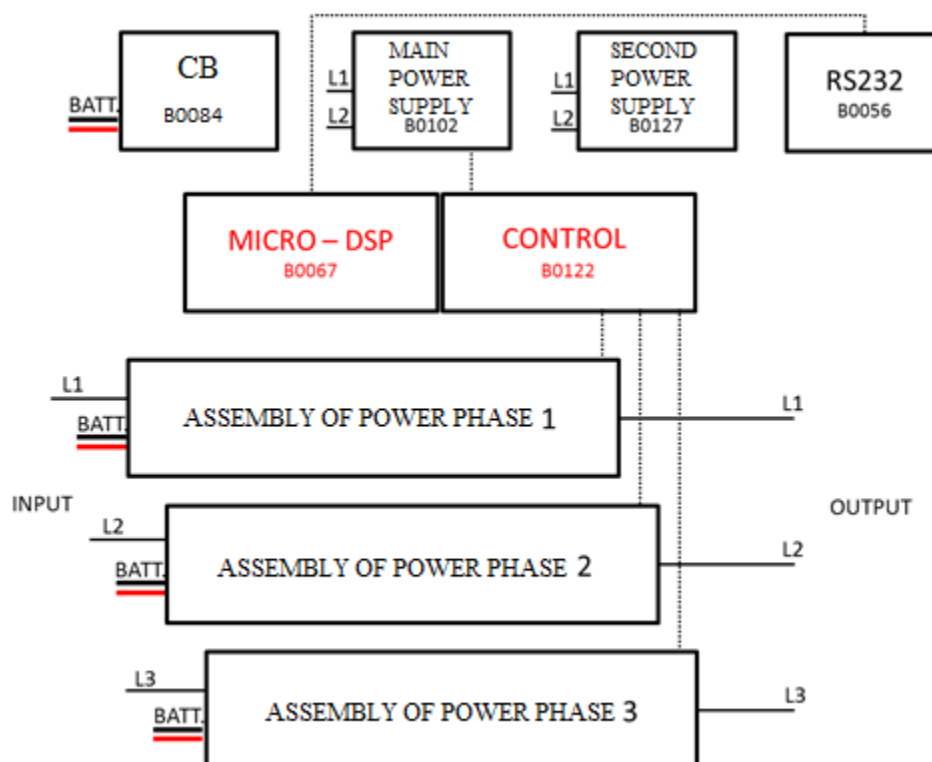 CB
B0084
BATT.
MAIN
POWER
SUPPLY
B0102
L1
L2
SECOND
POWER
SUPPLY
B0127
L1
L2
RS232
B0056
MICRO – DSP
B0067
CONTROL
B0122
L1
BATT.
ASSEMBLY OF POWER PHASE 1
L1
INPUT
OUTPUT
L2
BATT.
ASSEMBLY OF POWER PHASE 2
L2
L3
BATT.
ASSEMBLY OF POWER PHASE 3
L3